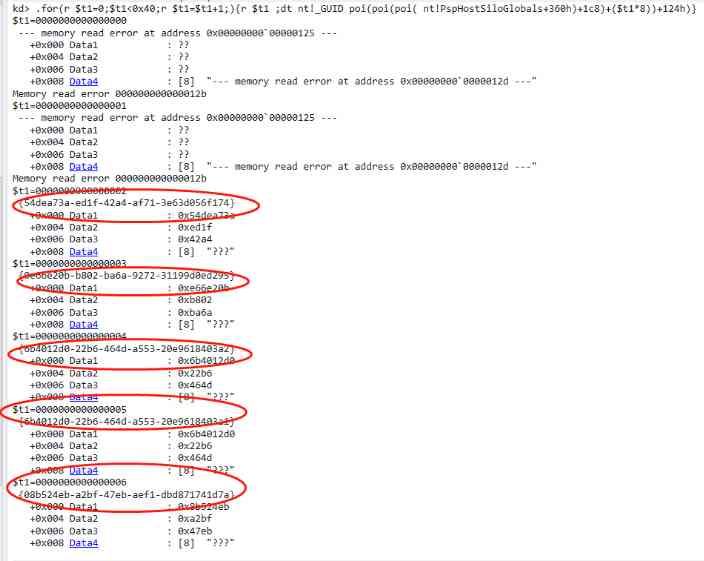 kd> .for(r $t1=0;$t1<0x40;r $t1=$t1+1;){r $t1 ;dt nt!_GUID poi(poi(poi( nt!PspHostSiloGlobals+360h)+1c8)+($t1*8))+124h)}
$t1=0000000000000000
--- memory read error at address 0x00000000`00000125 ---
+0x000 Data1 : ??
+0x004 Data2 : ??
+0x006 Data3 : ??
+0x008 Data4 : [8] "--- memory read error at address 0x00000000`0000012d ---"
Memory read error 000000000000012b
$t1=0000000000000001
--- memory read error at address 0x00000000`00000125 ---
+0x000 Data1 : ??
+0x004 Data2 : ??
+0x006 Data3 : ??
+0x008 Data4 : [8] "--- memory read error at address 0x00000000`0000012d ---"
Memory read error 000000000000012b
$t1=0000000000000002
{54dea73a-ed1f-42a4-af71-3e63d056f174}
+0x000 Data1 : 0x54dea73a
+0x004 Data2 : 0xed1f
+0x006 Data3 : 0x42a4
+0x008 Data4 : [8] "???"
$t1=0000000000000003
{0e66e20b-b802-ba6a-9272-31199d0ed295}
+0x000 Data1 : 0xe66e20b
+0x004 Data2 : 0xb802
+0x006 Data3 : 0xba6a
+0x008 Data4 : [8] "???"
$t1=0000000000000004
{6b4012d0-22b6-464d-a553-20e9618403a2}
+0x000 Data1 : 0x6b4012d0
+0x004 Data2 : 0x22b6
+0x006 Data3 : 0x464d
+0x008 Data4 : [8] "???"
$t1=0000000000000005
{6b4012d0-22b6-464d-a553-20e9618403a1}
+0x000 Data1 : 0x6b4012d0
+0x004 Data2 : 0x22b6
+0x006 Data3 : 0x464d
+0x008 Data4 : [8] "???"
$t1=0000000000000006
{08b524eb-a2bf-47eb-aef1-dbd871741d7a}
+0x000 Data1 : 0x8b524eb
+0x004 Data2 : 0xa2bf
+0x006 Data3 : 0x47eb
+0x008 Data4 : [8] "???"